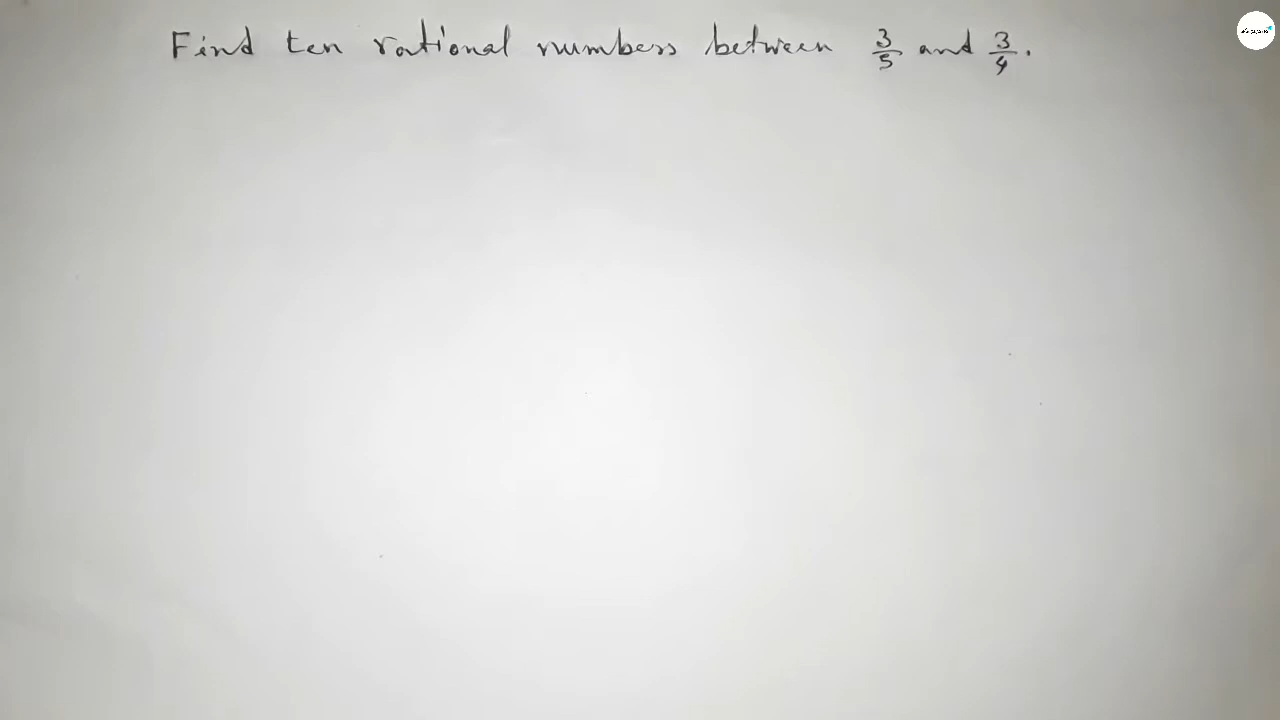 Find ten rational numbers between 3/5 and 3/4.